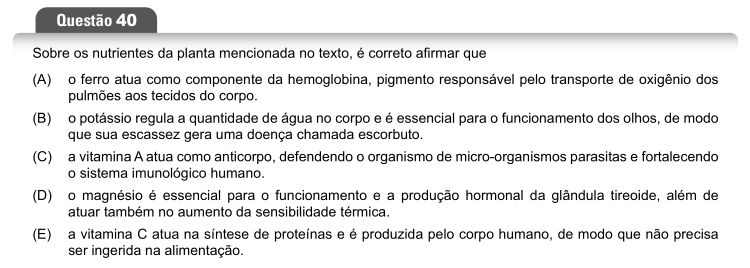 Questão 40
Sobre os nutrientes da planta mencionada no texto, é correto afirmar que
(A) o ferro atua como componente da hemoglobina, pigmento responsável pelo transporte de oxigênio dos
pulmões aos tecidos do corpo.
(B) o potássio regula a quantidade de água no corpo e é essencial para o funcionamento dos olhos, de modo
que sua escassez gera uma doença chamada escorbuto.
(C) a vitamina A atua como anticorpo, defendendo o organismo de micro-organismos parasitas e fortalecendo
o sistema imunológico humano.
(D) o magnésio é essencial para o funcionamento e a produção hormonal da glândula tireoide, além de
atuar também no aumento da sensibilidade térmica.
(E) a vitamina C atua na síntese de proteínas e é produzida pelo corpo humano, de modo que não precisa
ser ingerida na alimentação.